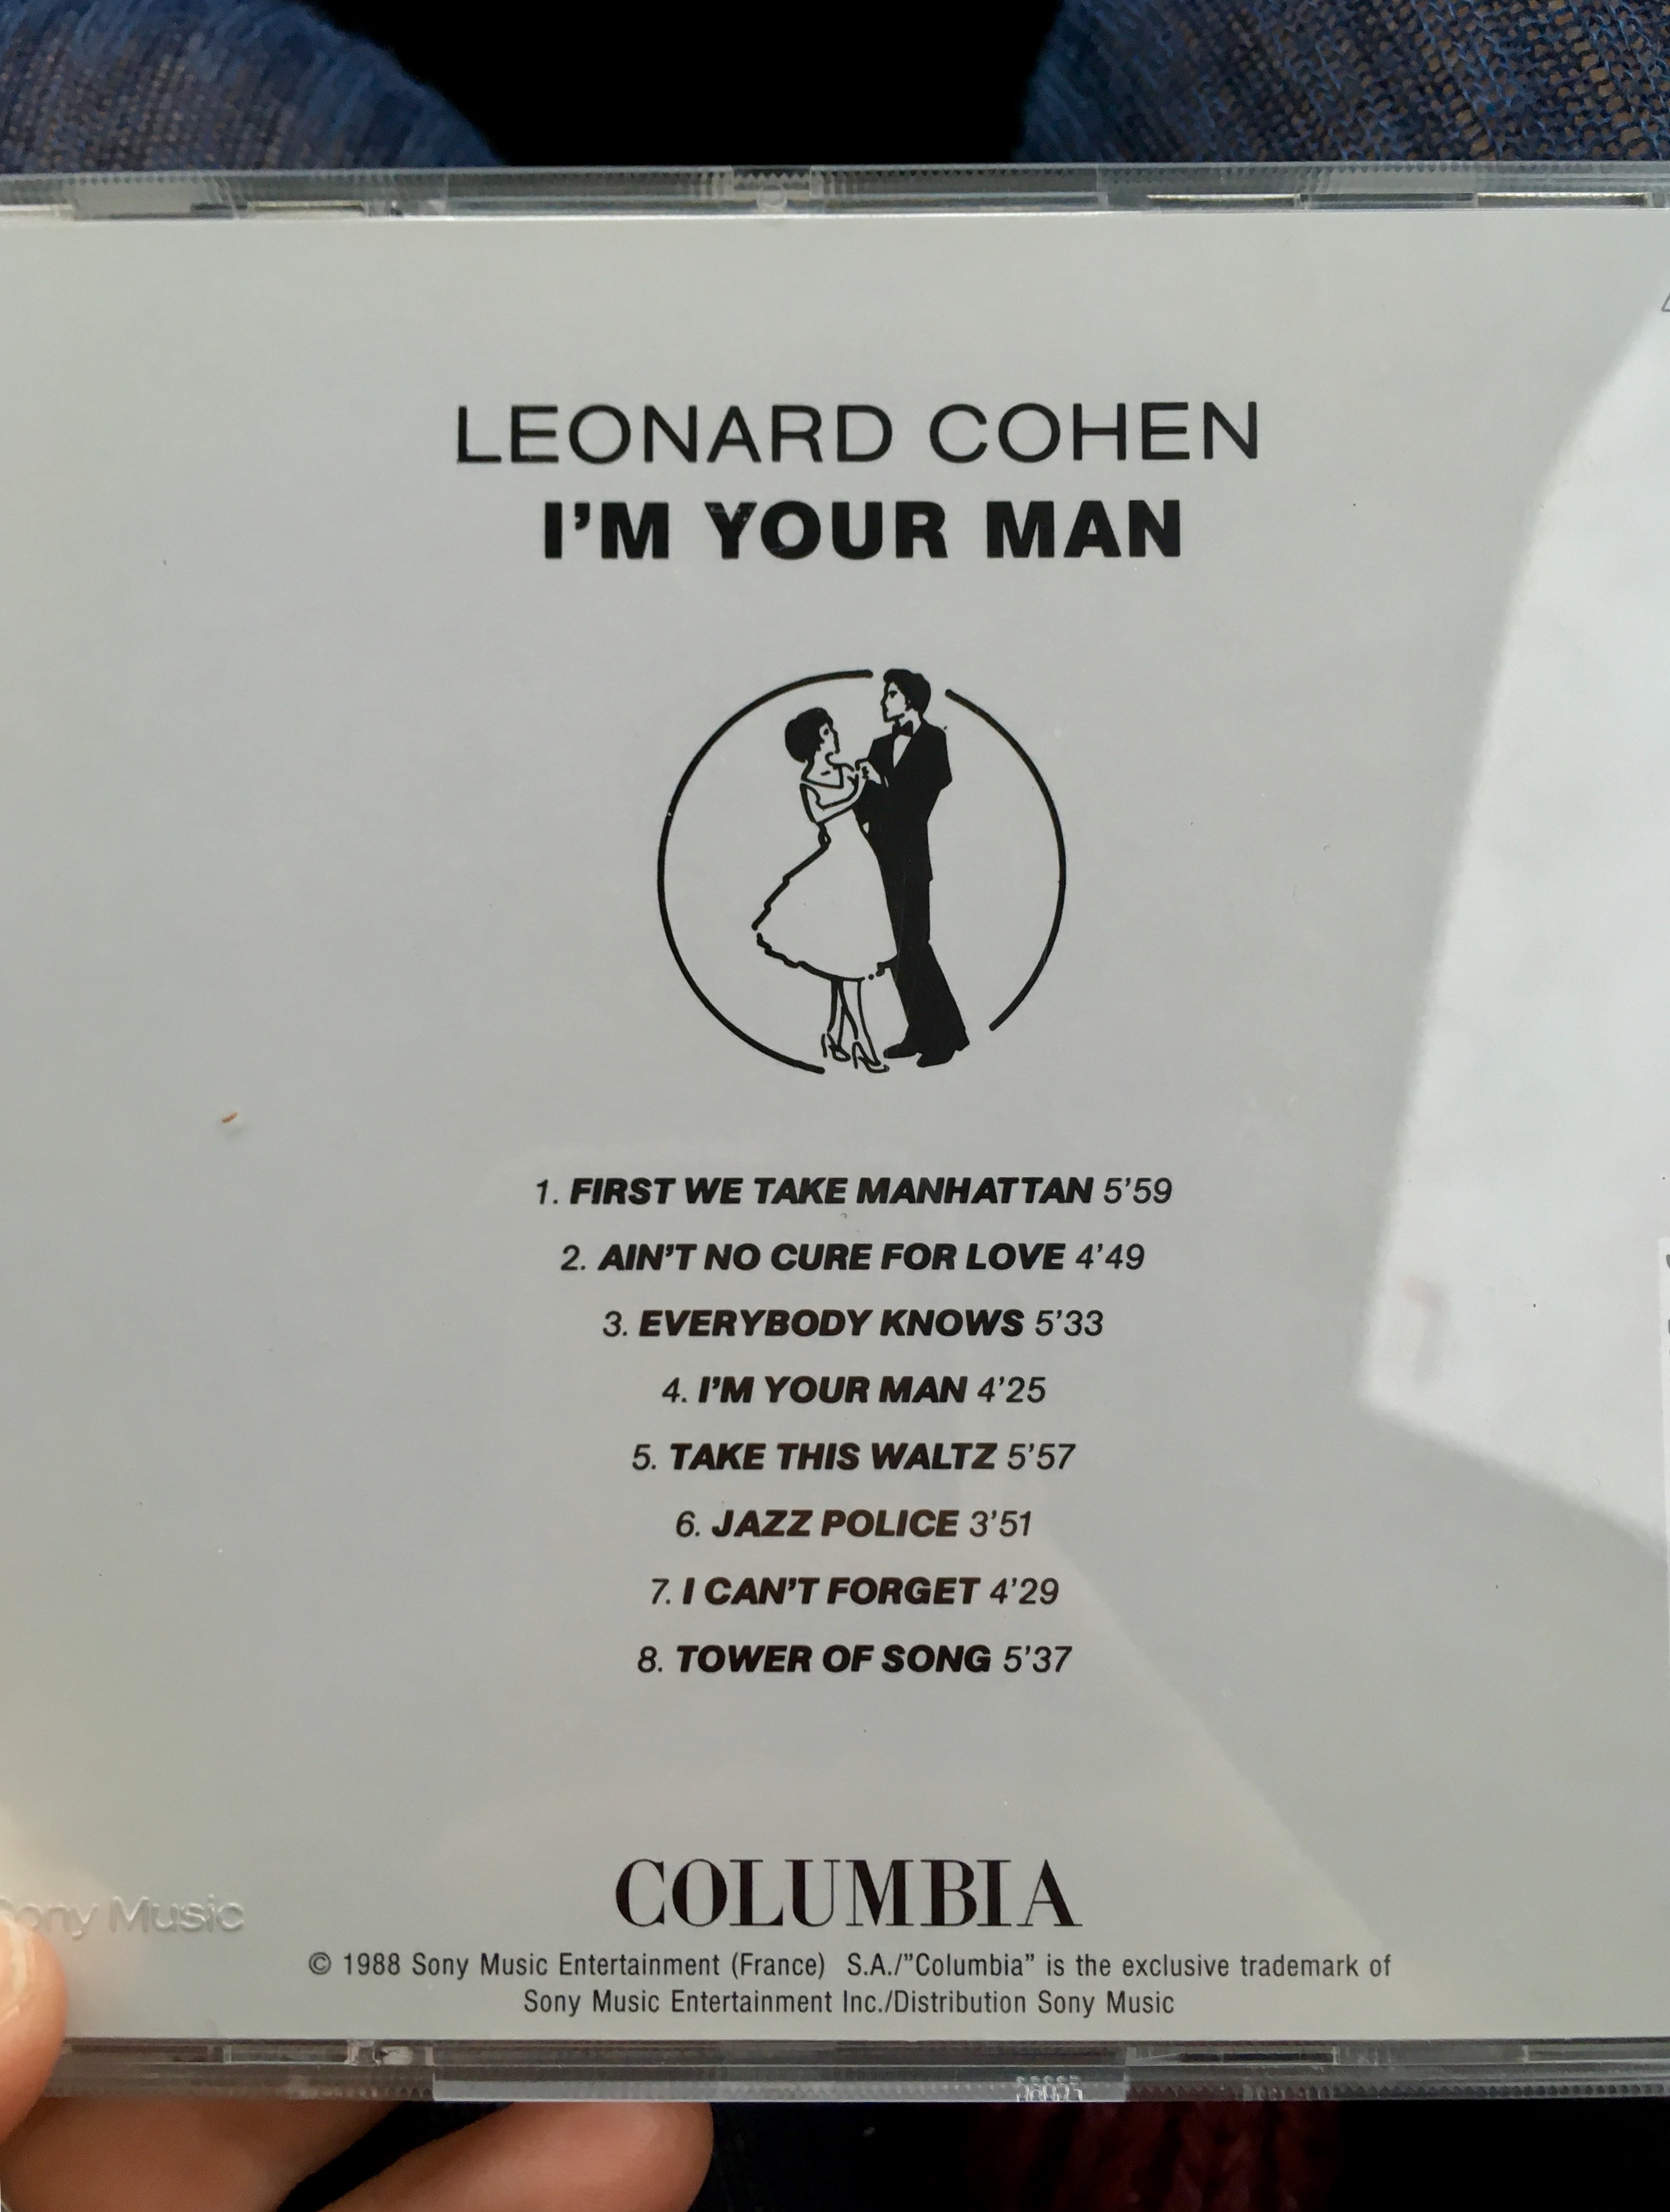 LEONARD COHEN
I'M YOUR MAN
1. FIRST WE TAKE MANHATTAN 5'59
2. AIN'T NO CURE FOR LOVE 4'49
3. EVERYBODY KNOWS 5'33
4. I'M YOUR MAN 4'25
5. TAKE THIS WALTZ 5'57
6. JAZZ POLICE 3'51
7. I CAN'T FORGET 4'29
8. TOWER OF SONG 5'37
COLUMBIA
Sony Music
© 1988 Sony Music Entertainment (France) S.A./"Columbia" is the exclusive trademark of
Sony Music Entertainment Inc./Distribution Sony Music